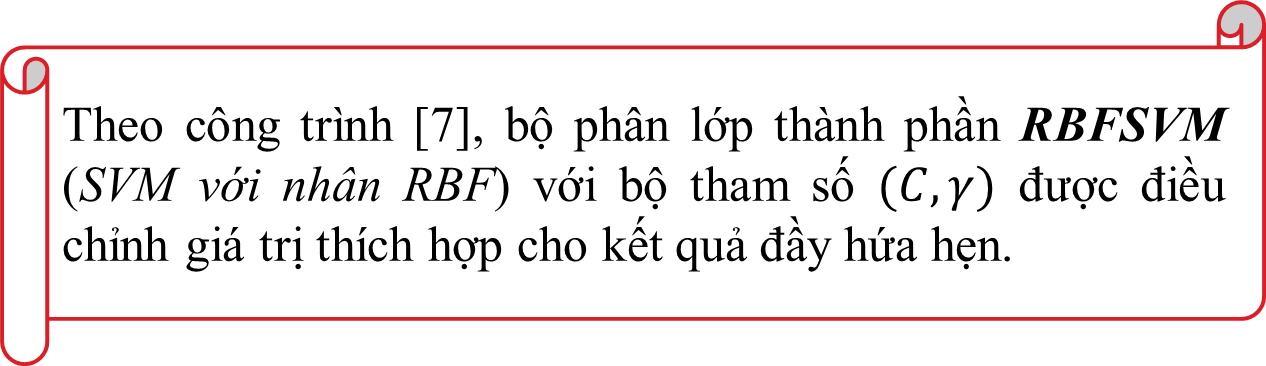 Theo công trình [7], bộ phân lớp thành phần RBFSVM
(SVM với nhân RBF) với bộ tham số (C, γ) được điều
chỉnh giá trị thích hợp cho kết quả đầy hứa hẹn.